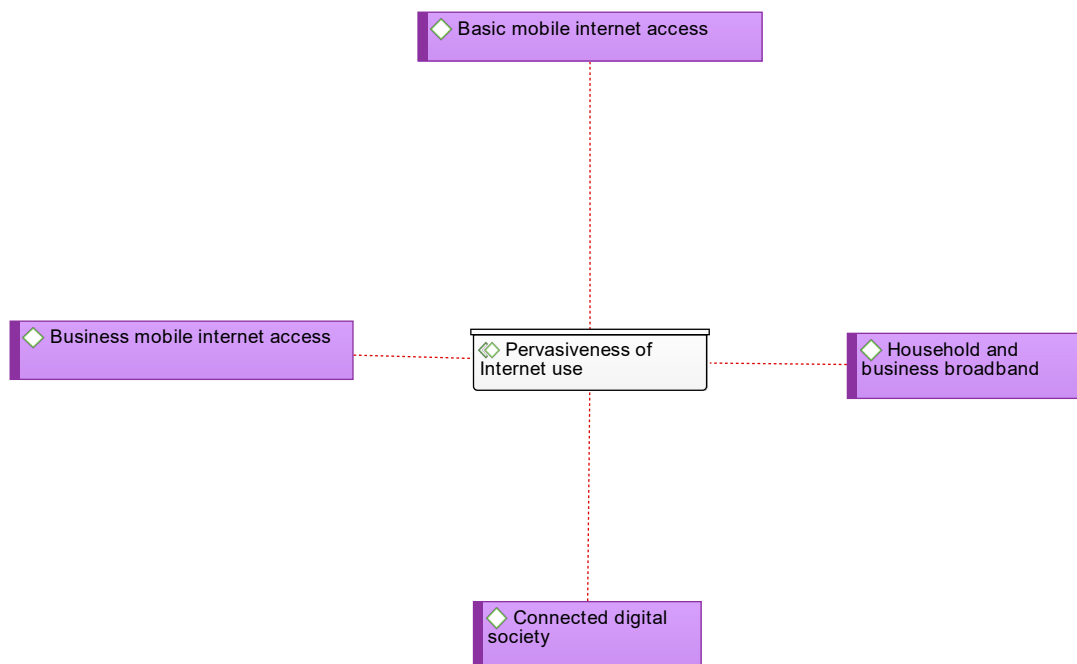 Basic mobile internet access
Business mobile internet access
Pervasiveness of
Internet use
Household and
business broadband
Connected digital
society